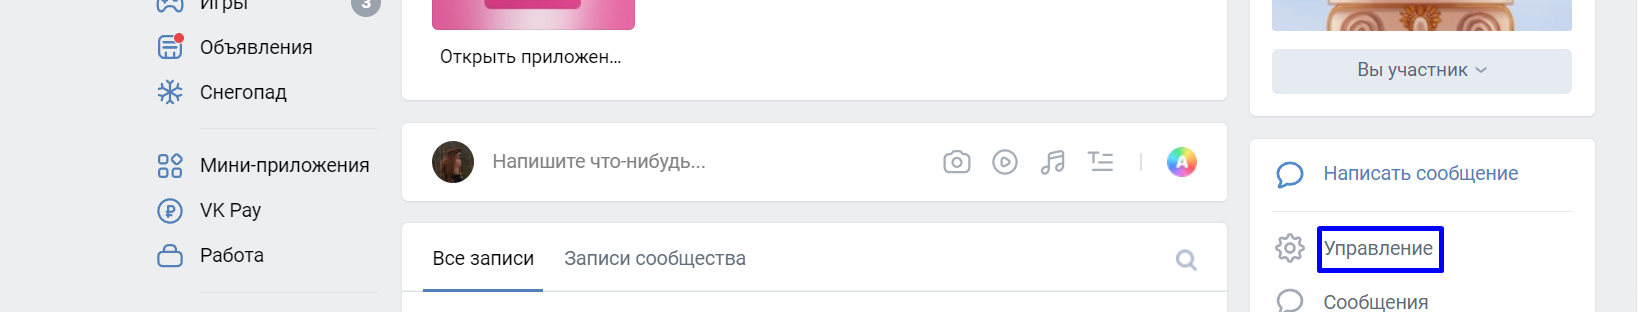 Игры
3
Объявления
Снегопад
Мини-приложения
VK Pay
Работа
Открыть приложен...
Напишите что-нибудь...
A
Все записи
Записи сообщества
Вы участник
Написать сообщение
Управление
Сообщения